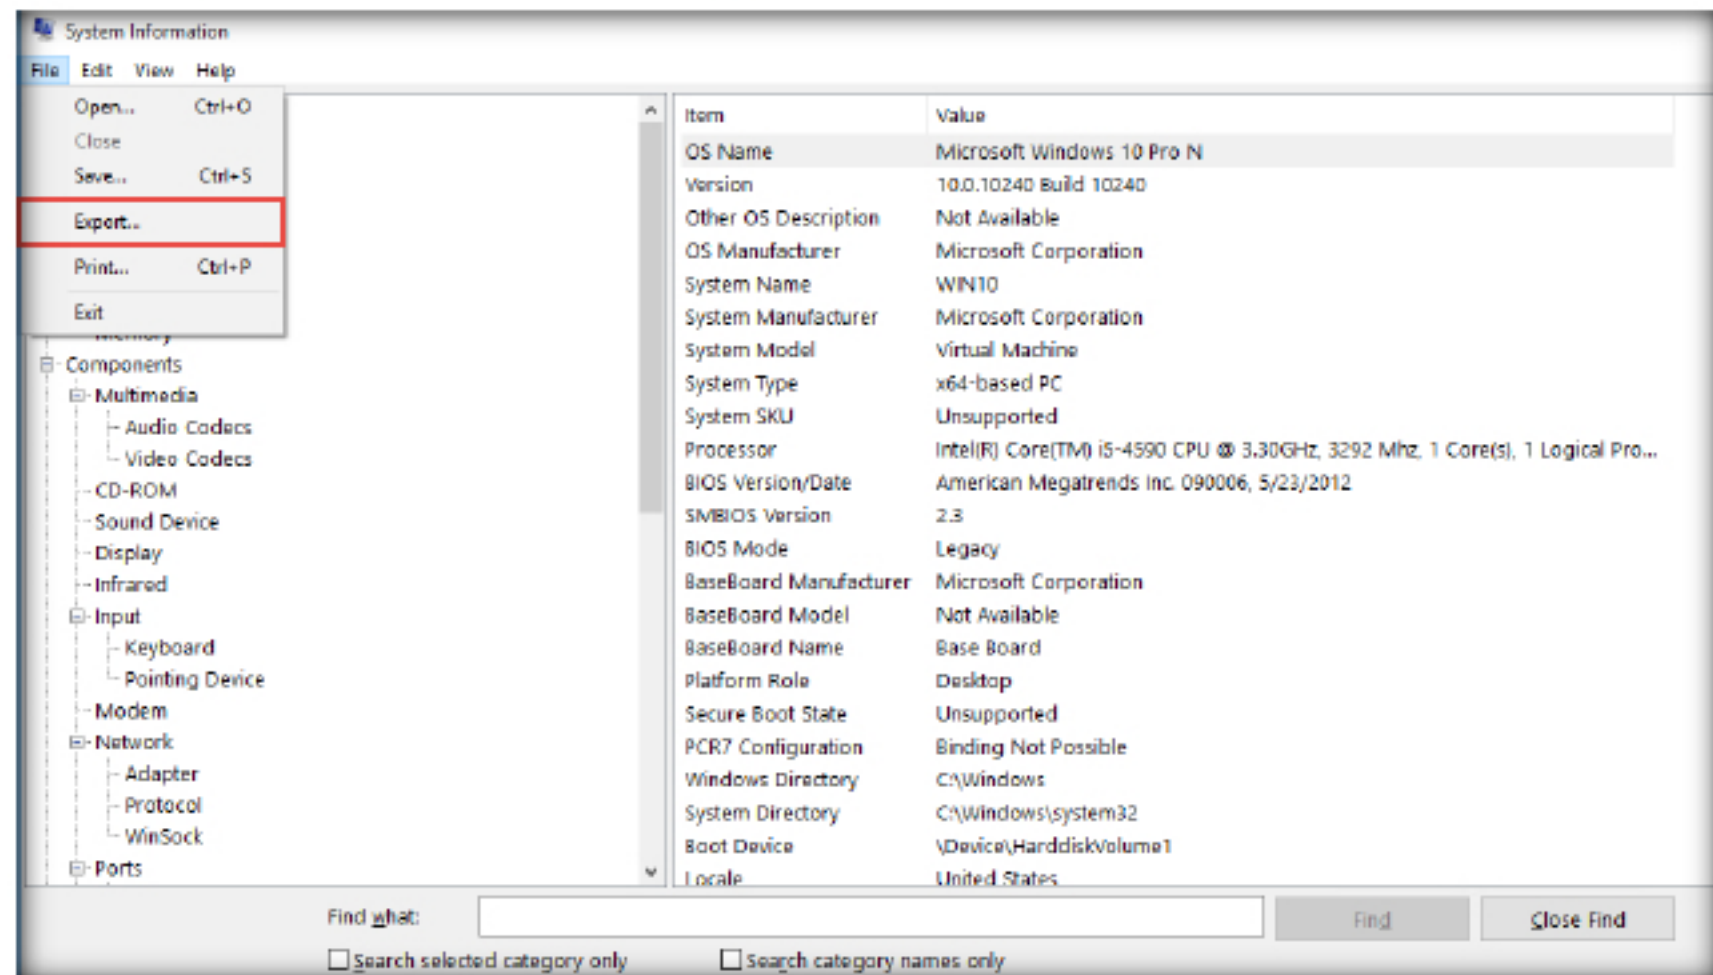 System Information
File Edit View Help
Open... Ctrl+O
Close
Save... Ctrl+S
Export...
Print... Ctrl+P
Exit
Memory
Components
Multimedia
Audio Codecs
Video Codecs
CD-ROM
Sound Device
Display
Infrared
Input
Keyboard
Pointing Device
Modem
Network
Adapter
Protocol
WinSock
Ports
Item Value
OS Name Microsoft Windows 10 Pro N
Version 10.0.10240 Build 10240
Other OS Description Not Available
OS Manufacturer Microsoft Corporation
System Name WIN10
System Manufacturer Microsoft Corporation
System Model Virtual Machine
System Type x64-based PC
System SKU Unsupported
Processor Intel(R) Core(TM) i5-4590 CPU @ 3.30GHz, 3292 Mhz, 1 Core(s), 1 Logical Pro...
BIOS Version/Date American Megatrends Inc. 090006, 5/23/2012
SMBIOS Version 2.3
BIOS Mode Legacy
BaseBoard Manufacturer Microsoft Corporation
BaseBoard Model Not Available
BaseBoard Name Base Board
Platform Role Desktop
Secure Boot State Unsupported
PCR7 Configuration Binding Not Possible
Windows Directory C:\Windows
System Directory C:\Windows\system32
Boot Device \Device\HarddiskVolume1
Locale United States
Find what: Find Close Find
Search selected category only Search category names only